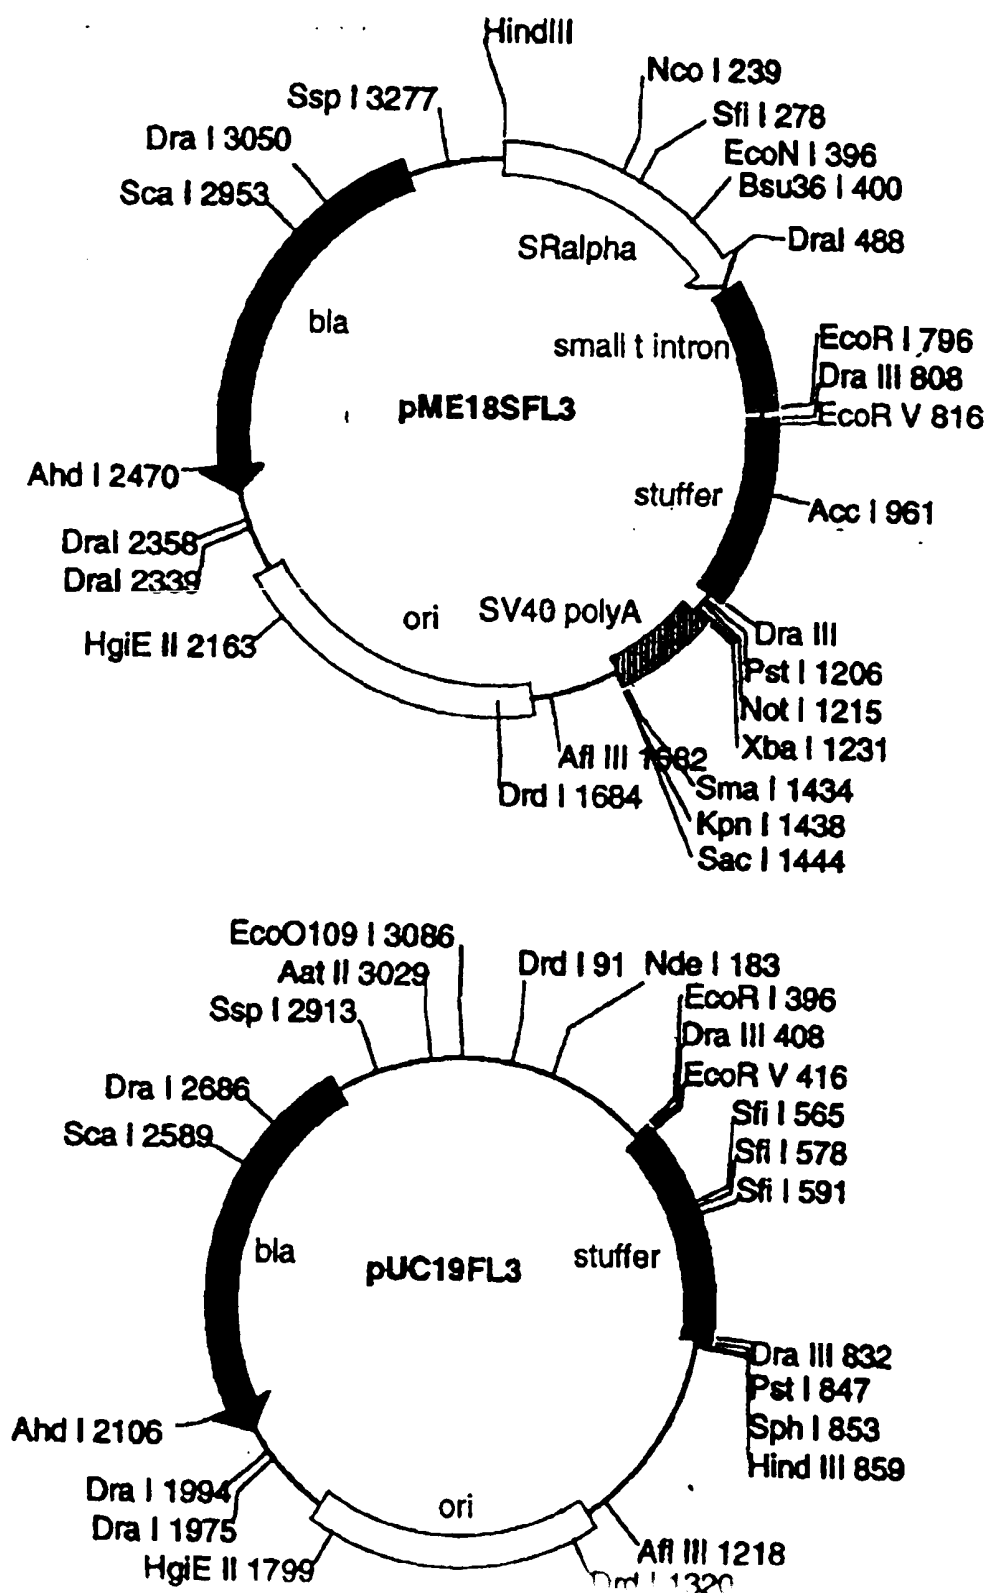 HindIII
Nco I 239
Ssp I 3277
Sfi I 278
Dra I 3050
EcoN I 396
Sca I 2953
Bsu36 I 400
DraI 488
SRalpha
bla
small t intron
EcoR I 796
Dra III 808
pME18SFL3
EcoR V 816
Ahd I 2470
stuffer
Acc I 961
DraI 2358
DraI 2339
ori
SV40 polyA
Dra III
HgiE II 2163
Pst I 1206
Not I 1215
Xba I 1231
Afl III
Drd I 1684
Sma I 1434
Kpn I 1438
Sac I 1444
EcoO109 I 3086
Aat II 3029
Drd I 91
Nde I 183
Ssp I 2913
EcoR I 396
Dra III 408
EcoR V 416
Dra I 2686
Sfi I 565
Sca I 2589
Sfi I 578
Sfi I 591
bla
pUC19FL3
stuffer
Dra III 832
Pst I 847
Ahd I 2106
Sph I 853
Hind III 859
Dra I 1994
ori
Dra I 1975
Afl III 1218
HgiE II 1799
Drd I 1320